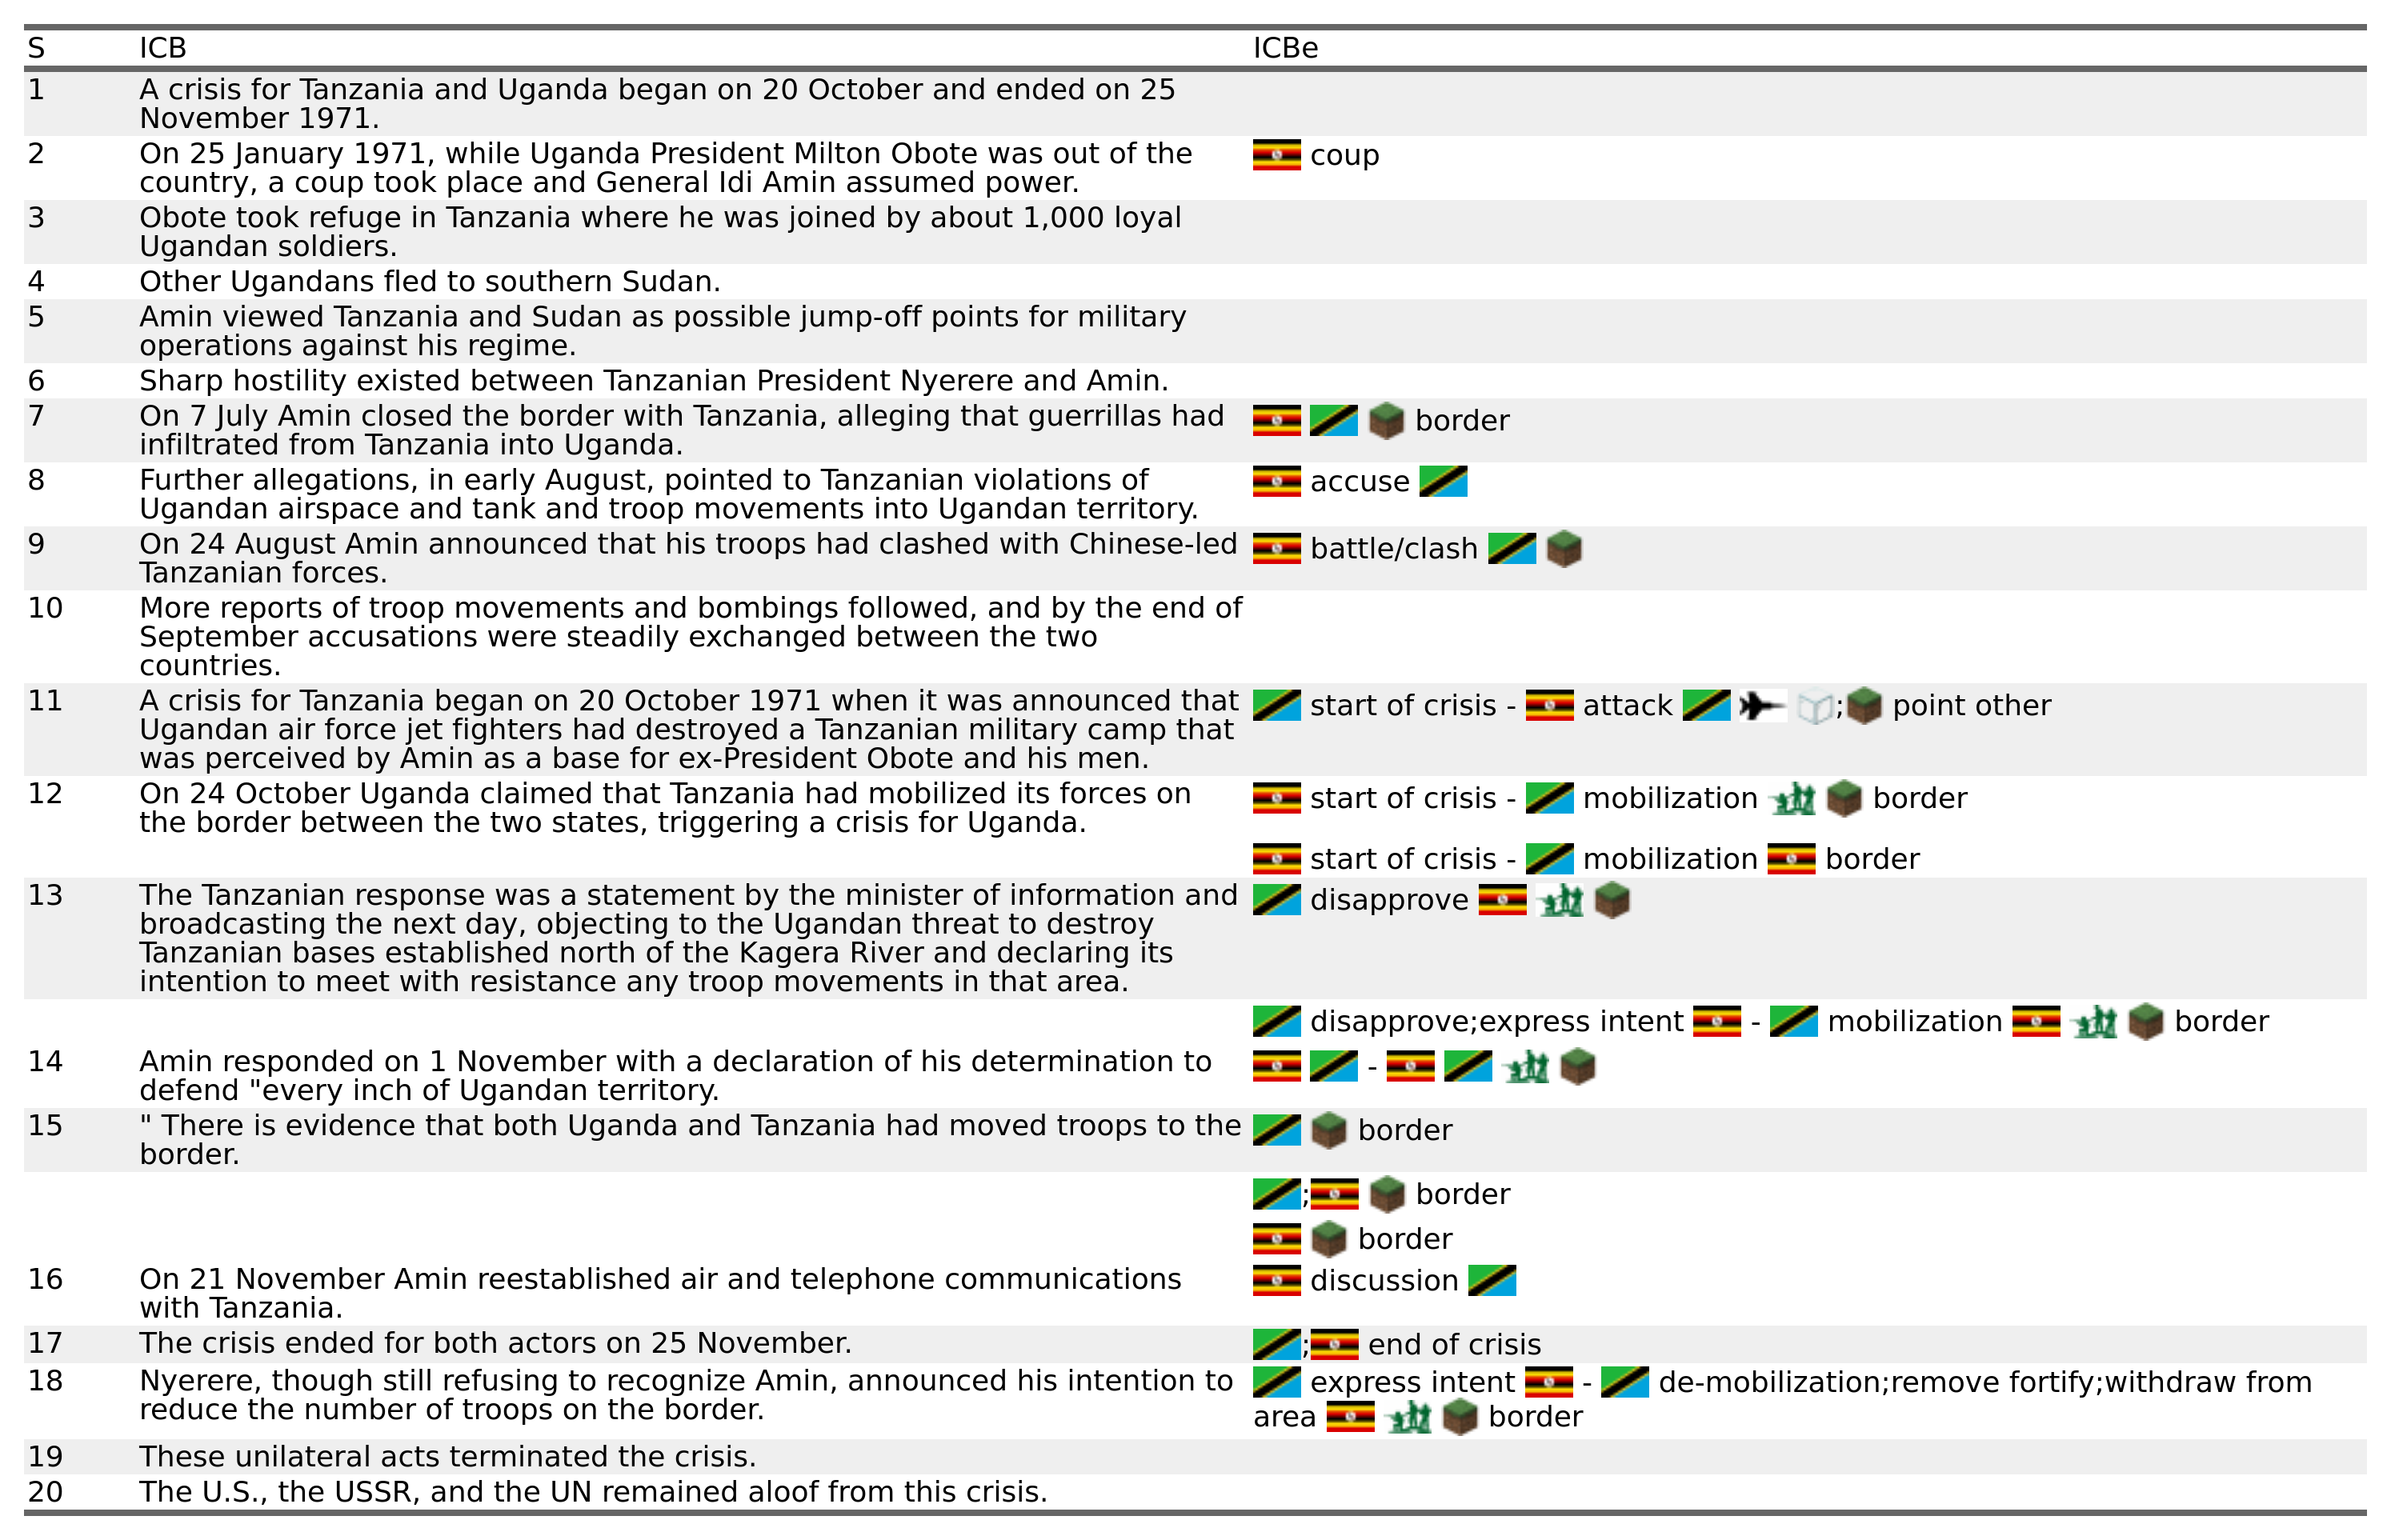 S ICB ICBe
1 A crisis for Tanzania and Uganda began on 20 October and ended on 25
November 1971.
2 On 25 January 1971, while Uganda President Milton Obote was out of the coup
country, a coup took place and General Idi Amin assumed power.
3 Obote took refuge in Tanzania where he was joined by about 1,000 loyal
Ugandan soldiers.
4 Other Ugandans fled to southern Sudan.
5 Amin viewed Tanzania and Sudan as possible jump-off points for military
operations against his regime.
6 Sharp hostility existed between Tanzanian President Nyerere and Amin.
7 On 7 July Amin closed the border with Tanzania, alleging that guerrillas had border
infiltrated from Tanzania into Uganda.
8 Further allegations, in early August, pointed to Tanzanian violations of accuse
Ugandan airspace and tank and troop movements into Ugandan territory.
9 On 24 August Amin announced that his troops had clashed with Chinese-led battle/clash
Tanzanian forces.
10 More reports of troop movements and bombings followed, and by the end of
September accusations were steadily exchanged between the two
countries.
11 A crisis for Tanzania began on 20 October 1971 when it was announced that start of crisis - attack ; point other
Ugandan air force jet fighters had destroyed a Tanzanian military camp that
was perceived by Amin as a base for ex-President Obote and his men.
12 On 24 October Uganda claimed that Tanzania had mobilized its forces on start of crisis - mobilization border
the border between the two states, triggering a crisis for Uganda.
start of crisis - mobilization border
13 The Tanzanian response was a statement by the minister of information and disapprove
broadcasting the next day, objecting to the Ugandan threat to destroy
Tanzanian bases established north of the Kagera River and declaring its
intention to meet with resistance any troop movements in that area.
disapprove;express intent - mobilization border
14 Amin responded on 1 November with a declaration of his determination to -
defend "every inch of Ugandan territory.
15 " There is evidence that both Uganda and Tanzania had moved troops to the border
border.
; border
border
16 On 21 November Amin reestablished air and telephone communications discussion
with Tanzania.
17 The crisis ended for both actors on 25 November. ; end of crisis
18 Nyerere, though still refusing to recognize Amin, announced his intention to express intent - de-mobilization;remove fortify;withdraw from
reduce the number of troops on the border. area border
19 These unilateral acts terminated the crisis.
20 The U.S., the USSR, and the UN remained aloof from this crisis.